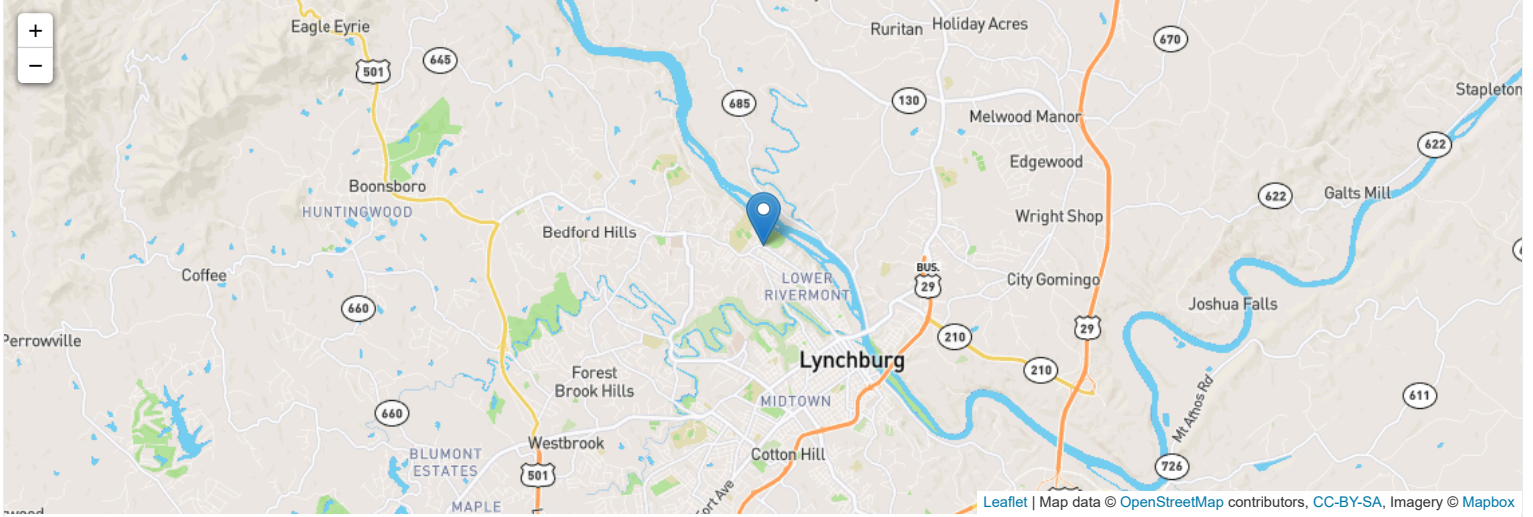 +
−
Eagle Eyrie
Ruritan
Holiday Acres
670
645
501
Stapleton
685
130
Melwood Manor
622
Edgewood
Boonsboro
622
Galts Mill
HUNTINGWOOD
Wright Shop
Bedford Hills
Coffee
BUS.
29
LOWER
RIVERMONT
City Gomingo
660
Joshua Falls
29
Perrowville
210
Lynchburg
Forest
Brook Hills
210
MIDTOWN
611
Mt Athos Rd
660
Westbrook
BLUMONT
ESTATES
Cotton Hill
726
501
MAPLE
Fort Ave
Leaflet | Map data © OpenStreetMap contributors, CC-BY-SA, Imagery © Mapbox